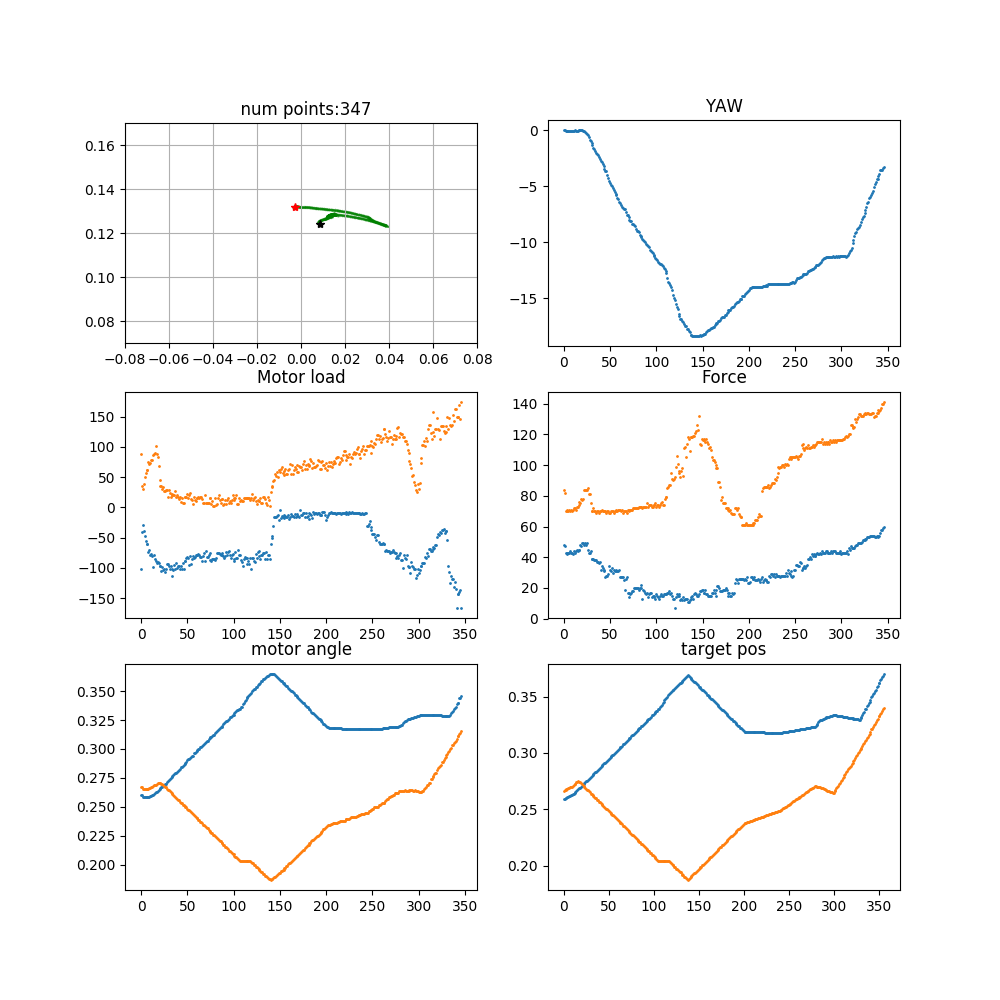 num points:347
YAW
0.16
0.14
0.12
0.10
0.08
−0.08 −0.06 −0.04 −0.02 0.00 0.02 0.04 0.06 0.08
0
−5
−10
−15
0 50 100 150 200 250 300 350
Motor load
Force
150
100
50
0
−50
−100
−150
0 50 100 150 200 250 300 350
140
120
100
80
60
40
20
0
0 50 100 150 200 250 300 350
motor angle
target pos
0.350
0.325
0.300
0.275
0.250
0.225
0.200
0 50 100 150 200 250 300 350
0.35
0.30
0.25
0.20
0 50 100 150 200 250 300 350